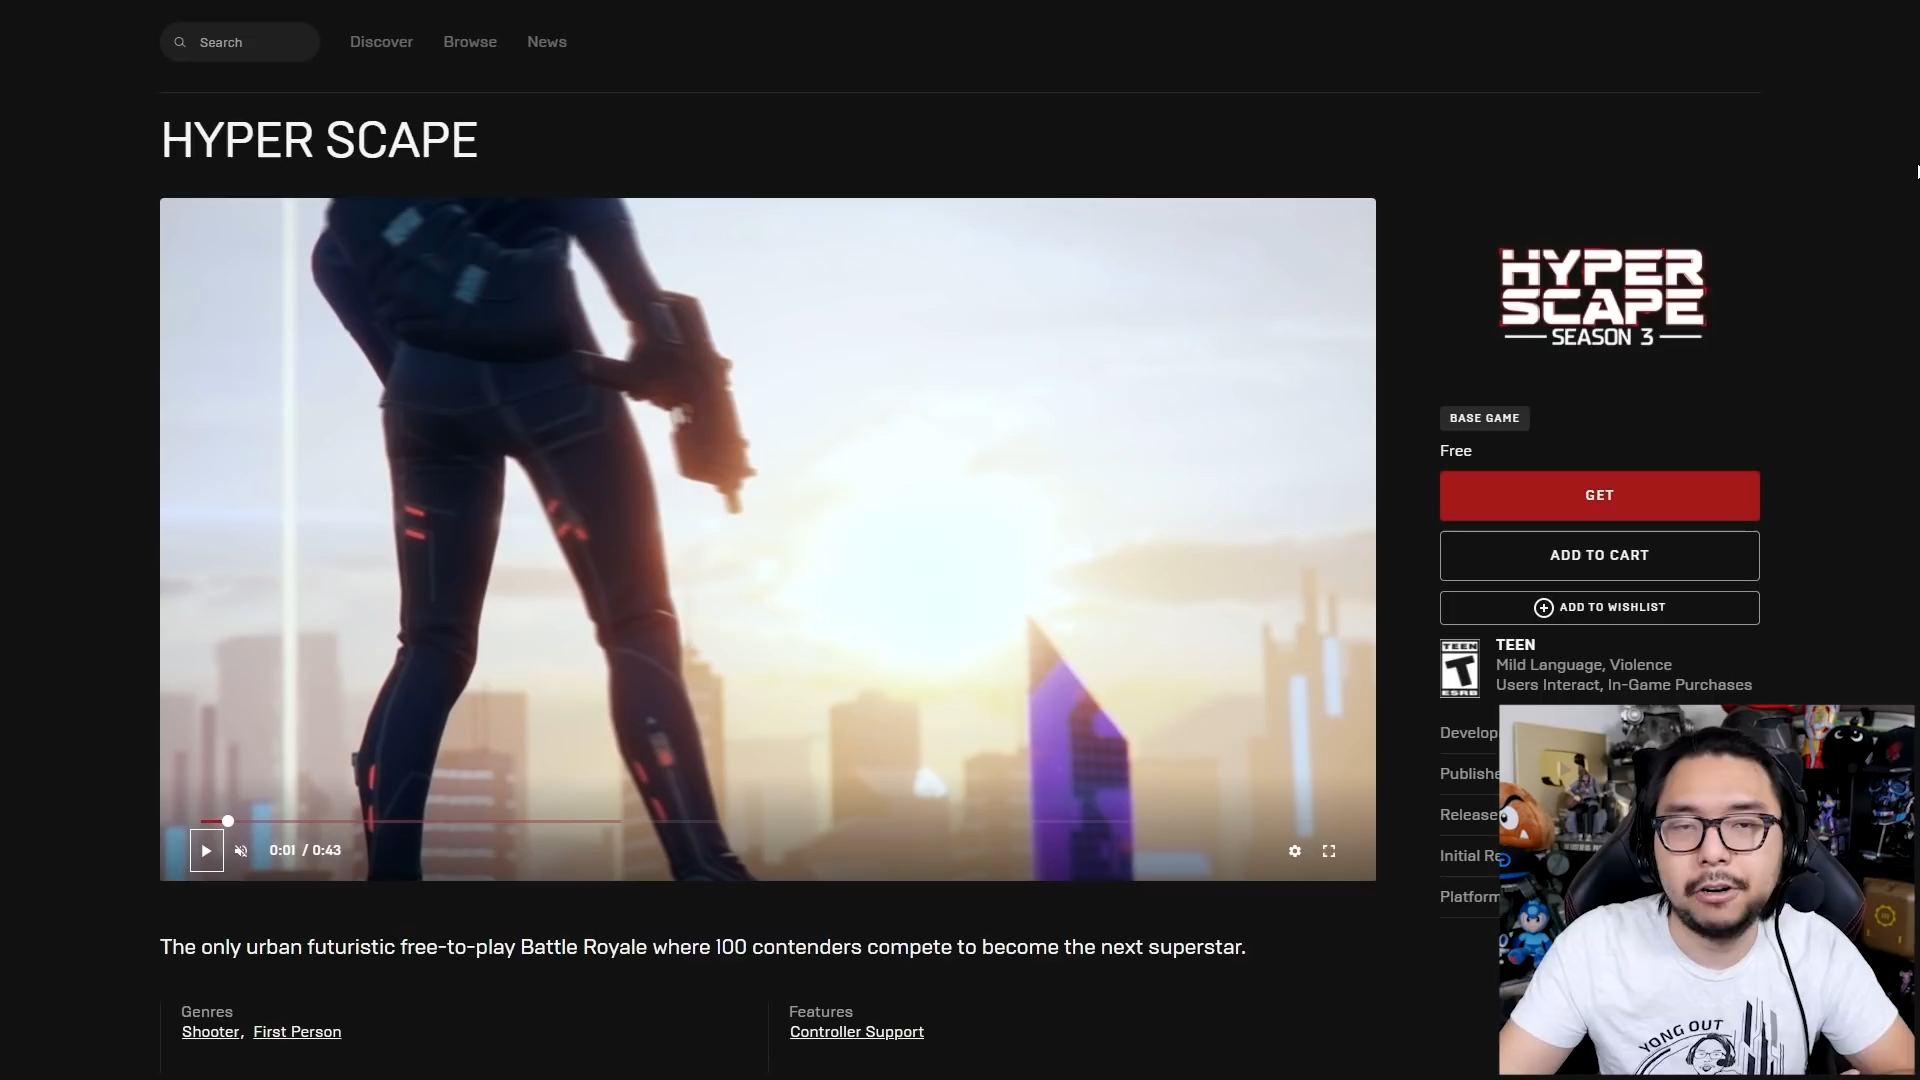 Search
Discover
Browse
News
HYPER SCAPE
HYPER
SCAPE
SEASON 3
BASE GAME
Free
GET
ADD TO CART
ADD TO WISHLIST
TEEN
T
ESRB
TEEN
Mild Language, Violence
Users Interact, In-Game Purchases
Develop
Publishe
Release
Initial Re
Platform
0:01 / 0:43
The only urban futuristic free-to-play Battle Royale where 100 contenders compete to become the next superstar.
Genres
Shooter, First Person
Features
Controller Support
YONG OUT